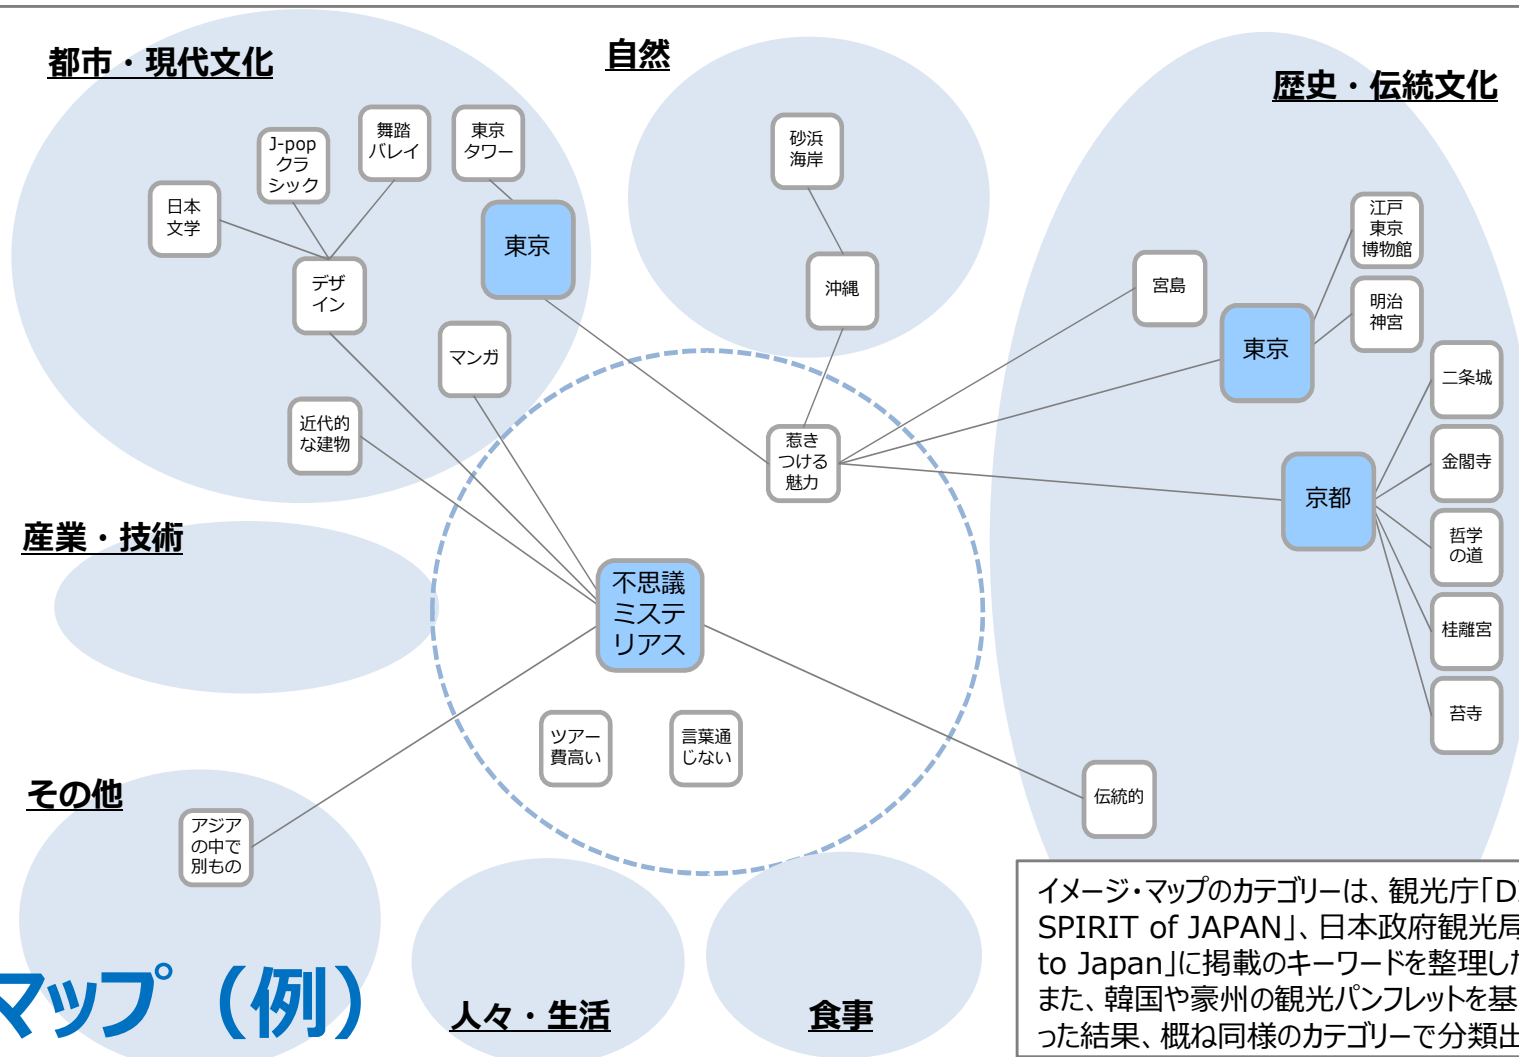 都市・現代文化
自然
歴史・伝統文化
J-pop
クラ
シック
舞踏
バレイ
東京
タワー
日本
文学
東京
デザ
イン
マンガ
近代的
な建物
砂浜
海岸
沖縄
惹き
つける
魅力
宮島
東京
江戸
東京
博物館
明治
神宮
京都
二条城
金閣寺
哲学
の道
桂離宮
苔寺
産業・技術
不思議
ミステ
リアス
ツアー
費高い
言葉通
じない
伝統的
その他
アジア
の中で
別もの
マップ（例）
人々・生活
食事
イメージ・マップのカテゴリーは、観光庁「D
SPIRIT of JAPAN」、日本政府観光局
to Japan」に掲載のキーワードを整理した
また、韓国や豪州の観光パンフレットを基
った結果、概ね同様のカテゴリーで分類出